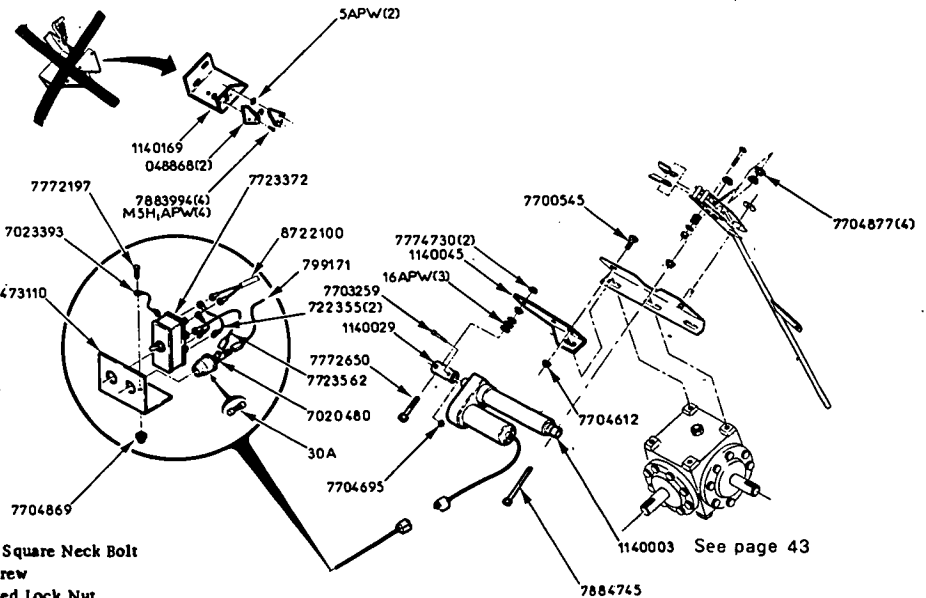 5APW(2)
1140169
048868(2)
7772197
7723372
7883994(4)
M5H,APW(4)
7700545
7704877(4)
7023393
8722100
7774730(2)
1140045
799171
16APW(3)
473110
7703259
722355(2)
1140029
7772650
7723562
7020480
7704612
30A
7704695
7704869
Square Neck Bolt
1140003 See page 43
rew
ed Lock Nut
7884745